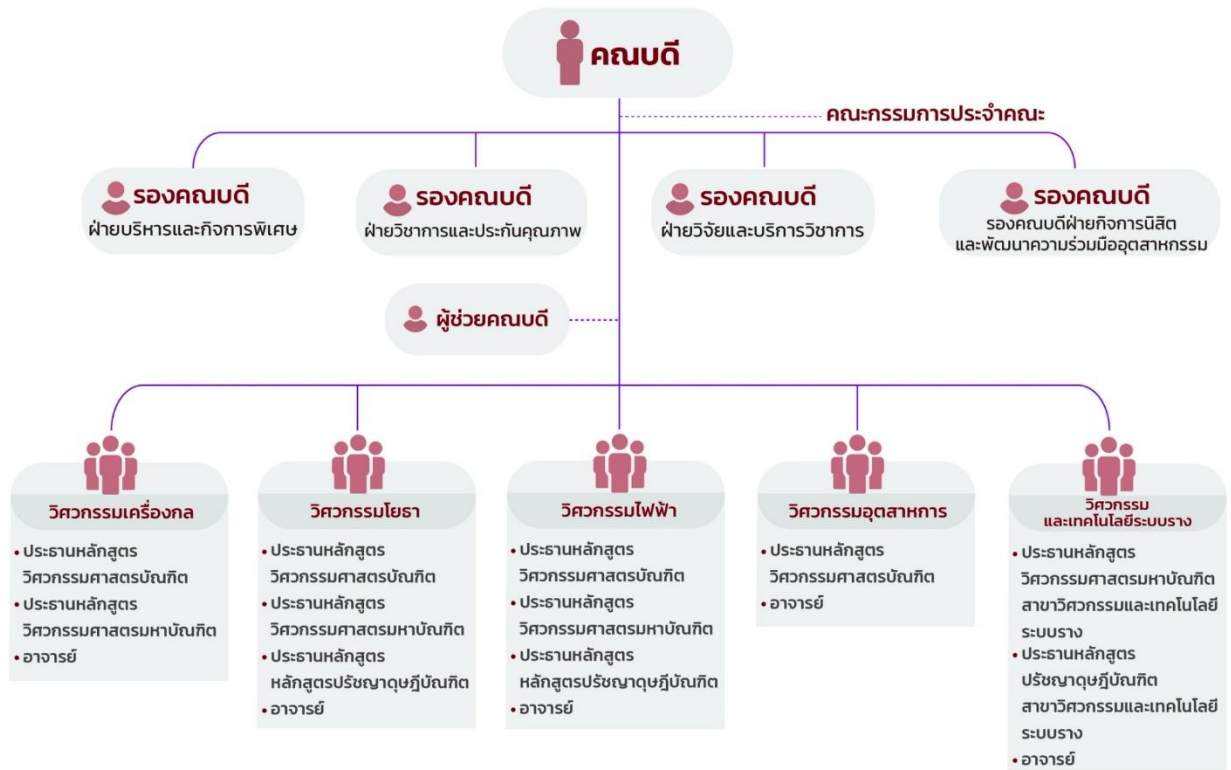 คณบดี
คณะกรรมการประจำคณะ
รองคณบดี
ฝ่ายบริหารและกิจการพิเศษ
รองคณบดี
ฝ่ายวิชาการและประกันคุณภาพ
รองคณบดี
ฝ่ายวิจัยและบริการวิชาการ
รองคณบดี
รองคณบดีฝ่ายกิจการนิสิต
และพัฒนาความร่วมมืออุตสาหกรรม
ผู้ช่วยคณบดี
วิศวกรรมเครื่องกล
• ประธานหลักสูตร
วิศวกรรมศาสตรบัณฑิต
• ประธานหลักสูตร
วิศวกรรมศาสตรมหาบัณฑิต
• อาจารย์
วิศวกรรมโยธา
• ประธานหลักสูตร
วิศวกรรมศาสตรบัณฑิต
• ประธานหลักสูตร
วิศวกรรมศาสตรมหาบัณฑิต
• ประธานหลักสูตร
หลักสูตรปรัชญาดุษฎีบัณฑิต
• อาจารย์
วิศวกรรมไฟฟ้า
• ประธานหลักสูตร
วิศวกรรมศาสตรบัณฑิต
• ประธานหลักสูตร
วิศวกรรมศาสตรมหาบัณฑิต
• ประธานหลักสูตร
หลักสูตรปรัชญาดุษฎีบัณฑิต
• อาจารย์
วิศวกรรมอุตสาหการ
• ประธานหลักสูตร
วิศวกรรมศาสตรบัณฑิต
• อาจารย์
วิศวกรรม
และเทคโนโลยีระบบราง
• ประธานหลักสูตร
วิศวกรรมศาสตรมหาบัณฑิต
สาขาวิศวกรรมและเทคโนโลยี
ระบบราง
• ประธานหลักสูตร
ปรัชญาดุษฎีบัณฑิต
สาขาวิศวกรรมและเทคโนโลยี
ระบบราง
• อาจารย์